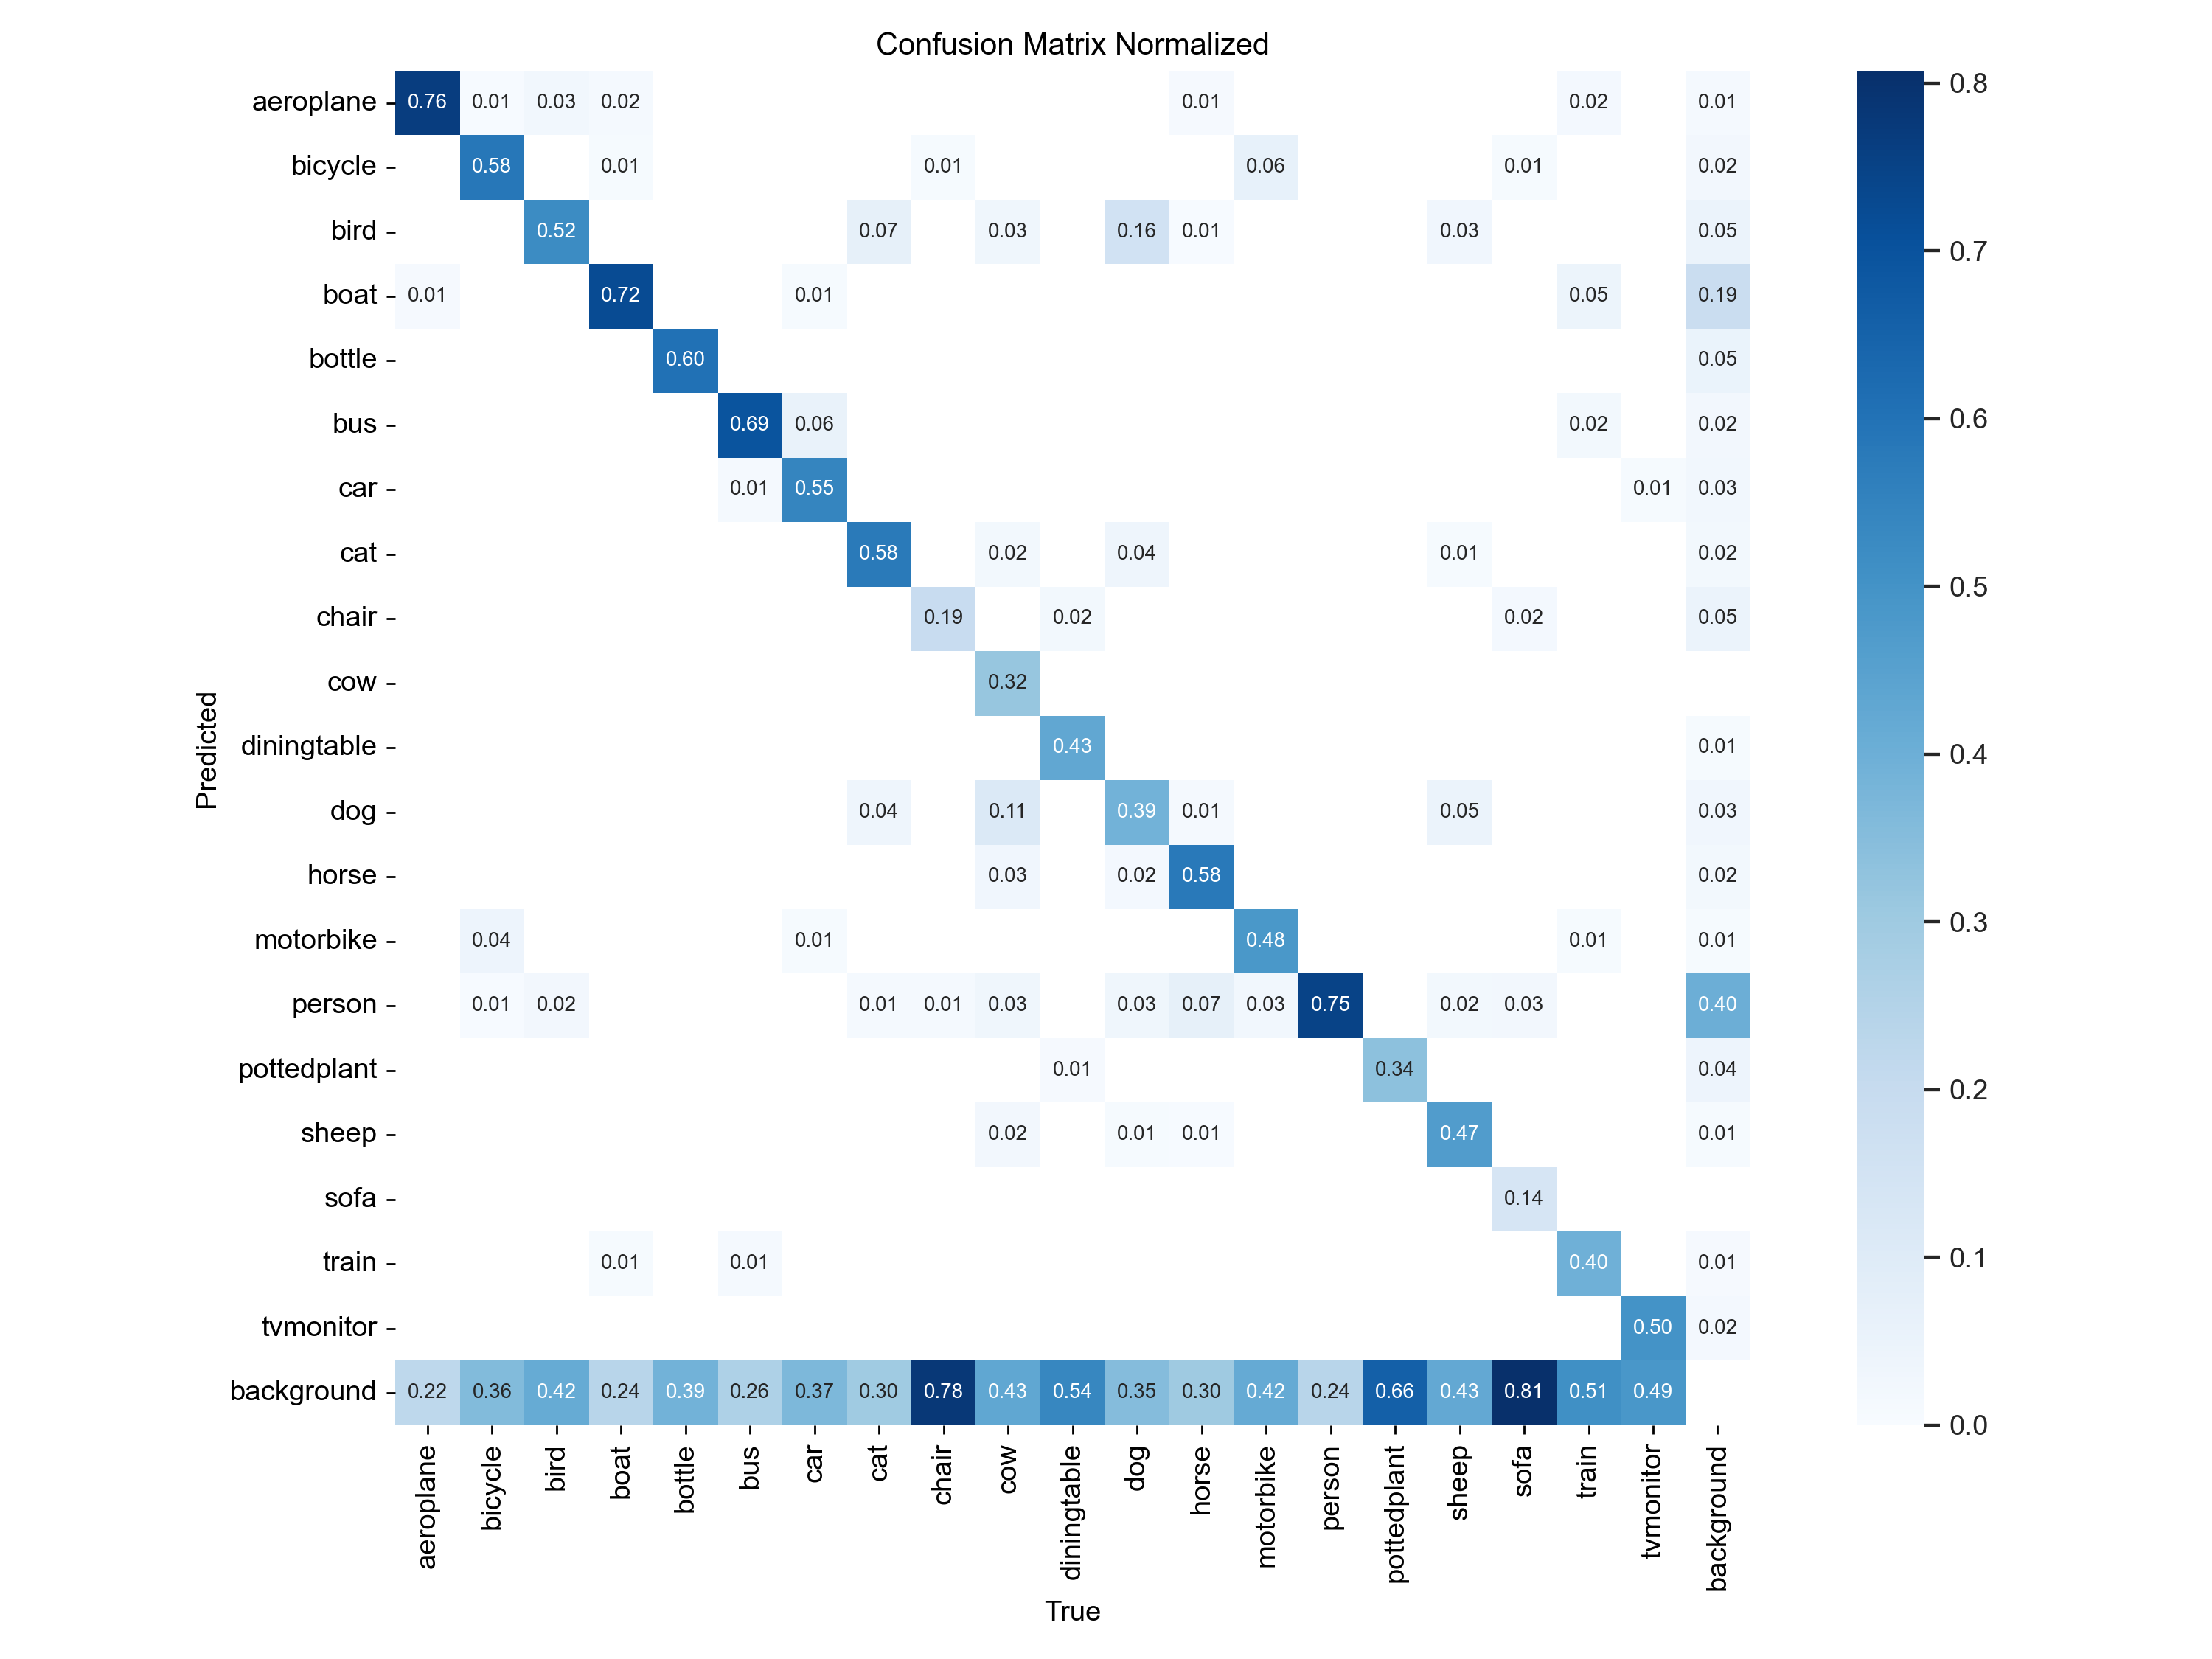 Confusion Matrix Normalized
aeroplane 0.76 0.01 0.03 0.02 0.01 0.02 0.01
bicycle 0.58 0.01 0.01 0.06 0.01 0.02
bird 0.52 0.07 0.03 0.16 0.01 0.03 0.05
boat 0.01 0.72 0.01 0.05 0.19
bottle 0.60 0.05
bus 0.69 0.06 0.02 0.02
car 0.01 0.55 0.01 0.03
cat 0.58 0.02 0.04 0.01 0.02
chair 0.19 0.02 0.02 0.05
cow 0.32
diningtable 0.43 0.01
dog 0.04 0.11 0.39 0.01 0.05 0.03
horse 0.03 0.02 0.58 0.02
motorbike 0.04 0.01 0.48 0.01 0.01
person 0.01 0.02 0.01 0.01 0.03 0.03 0.07 0.03 0.75 0.02 0.03 0.40
pottedplant 0.01 0.34 0.04
sheep 0.02 0.01 0.01 0.47 0.01
sofa 0.14
train 0.01 0.01 0.40 0.01
tvmonitor 0.50 0.02
background 0.22 0.36 0.42 0.24 0.39 0.26 0.37 0.30 0.78 0.43 0.54 0.35 0.30 0.42 0.24 0.66 0.43 0.81 0.51 0.49
Predicted
aeroplane bicycle bird boat bottle bus car cat chair cow diningtable dog horse motorbike person pottedplant sheep sofa train tvmonitor background
True
0.8
0.7
0.6
0.5
0.4
0.3
0.2
0.1
0.0